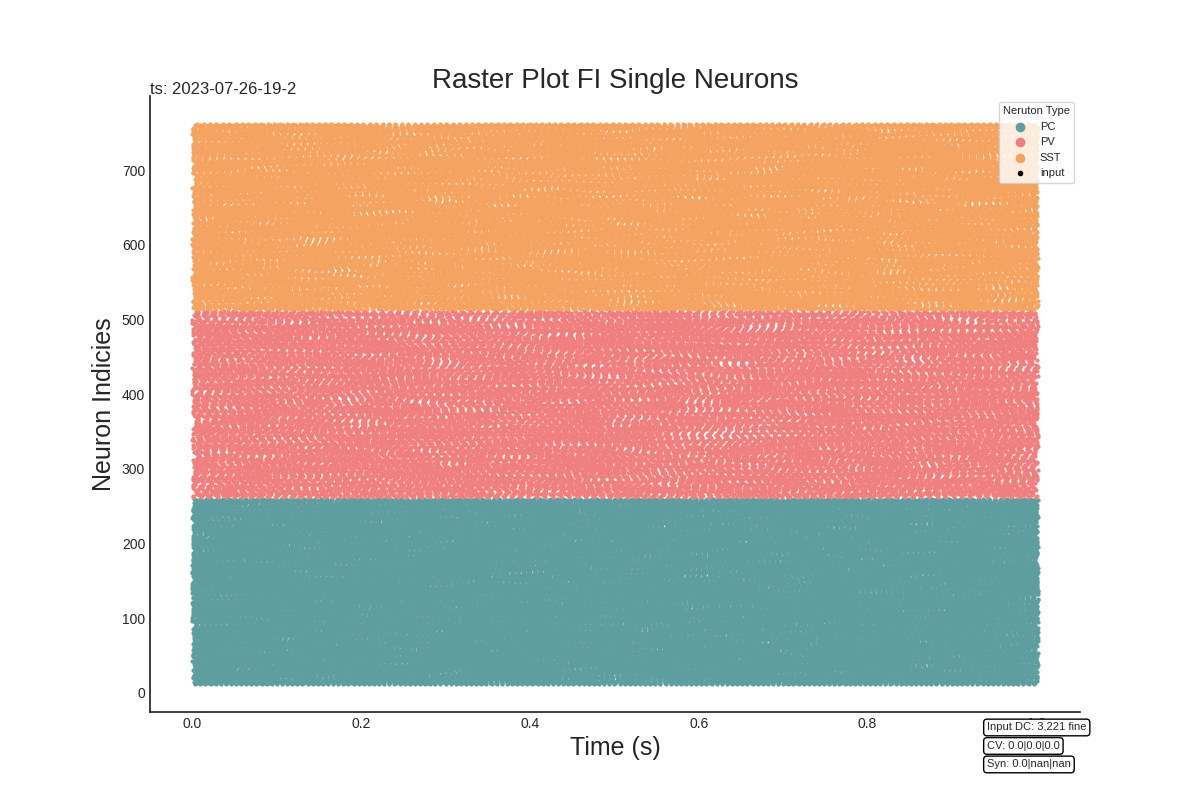 Raster Plot FI Single Neurons
ts: 2023-07-26-19-2
Neruton Type
PC
PV
SST
input
Neuron Indicies
700
600
500
400
300
200
100
0
0.0
0.2
0.4
0.6
0.8
Time (s)
Input DC: 3,221 fine
CV: 0.0|0.0|0.0
Syn: 0.0|nan|nan